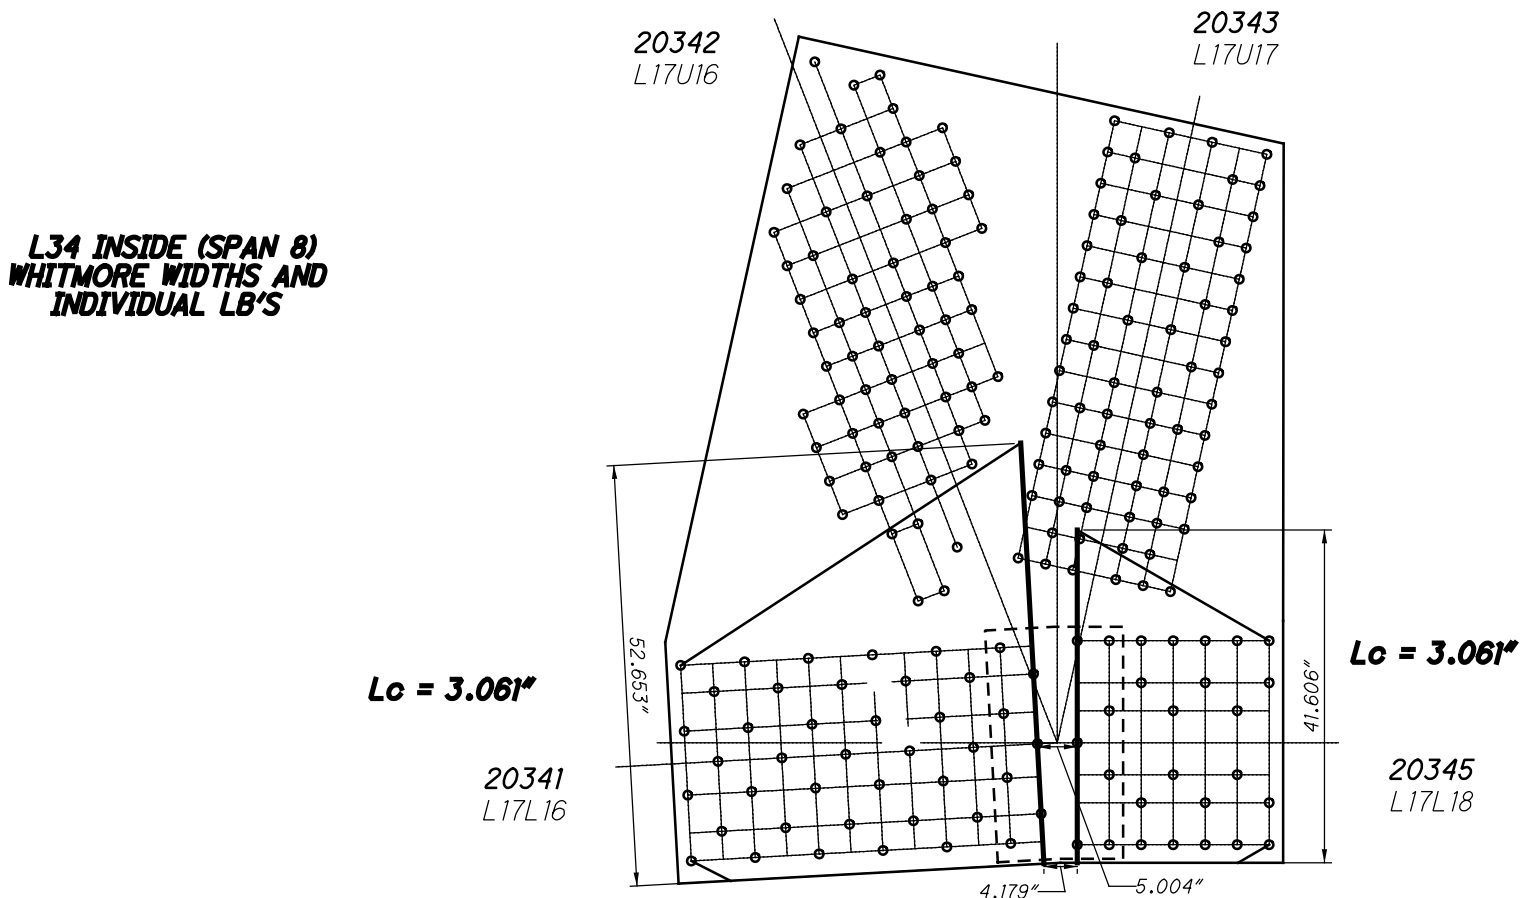 20342
L17U16
20343
L17U17
L34 INSIDE (SPAN 8)
WHITMORE WIDTHS AND
INDIVIDUAL LB'S
52.653"
Lc = 3.061"
41.606"
Lc = 3.061"
20341
L17L16
20345
L17L18
4.179"
5.004"